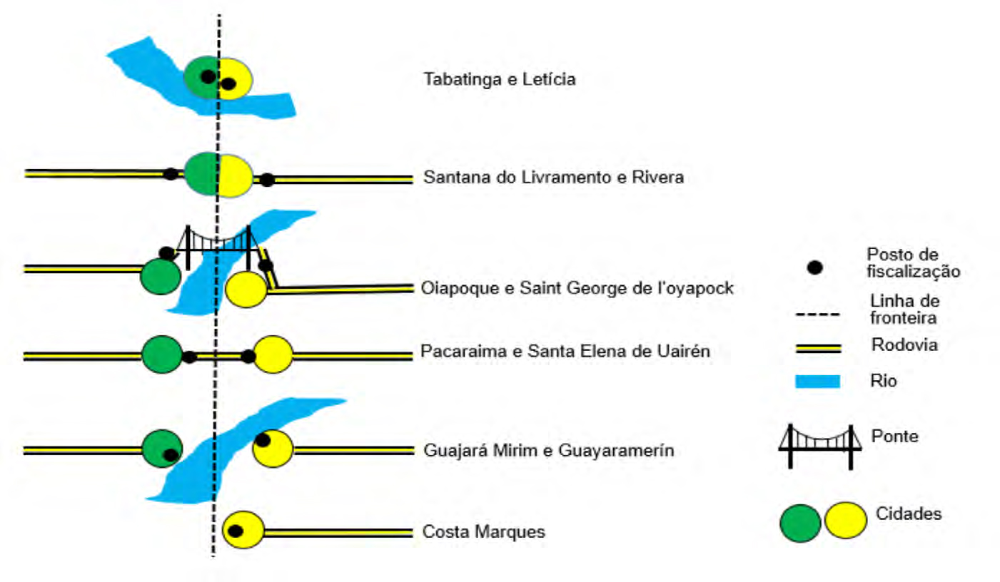 Tabatinga e Letícia
Santana do Livramento e Rivera
Oiapoque e Saint George de l'oyapock
Pacaraima e Santa Elena de Uairén
Guajará Mirim e Guayaramerín
Costa Marques
Posto de
fiscalização
Linha de
fronteira
Rodovia
Rio
Ponte
Cidades